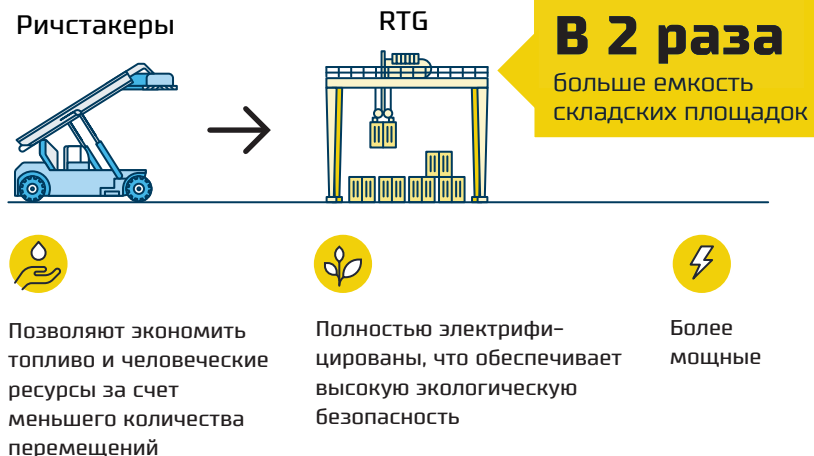 Ричстакеры
RTG
В 2 раза
больше емкость
складских площадок
Позволяют экономить
топливо и человеческие
ресурсы за счет
меньшего количества
перемещений
Полностью электрифи-
цированы, что обеспечивает
высокую экологическую
безопасность
Более
мощные